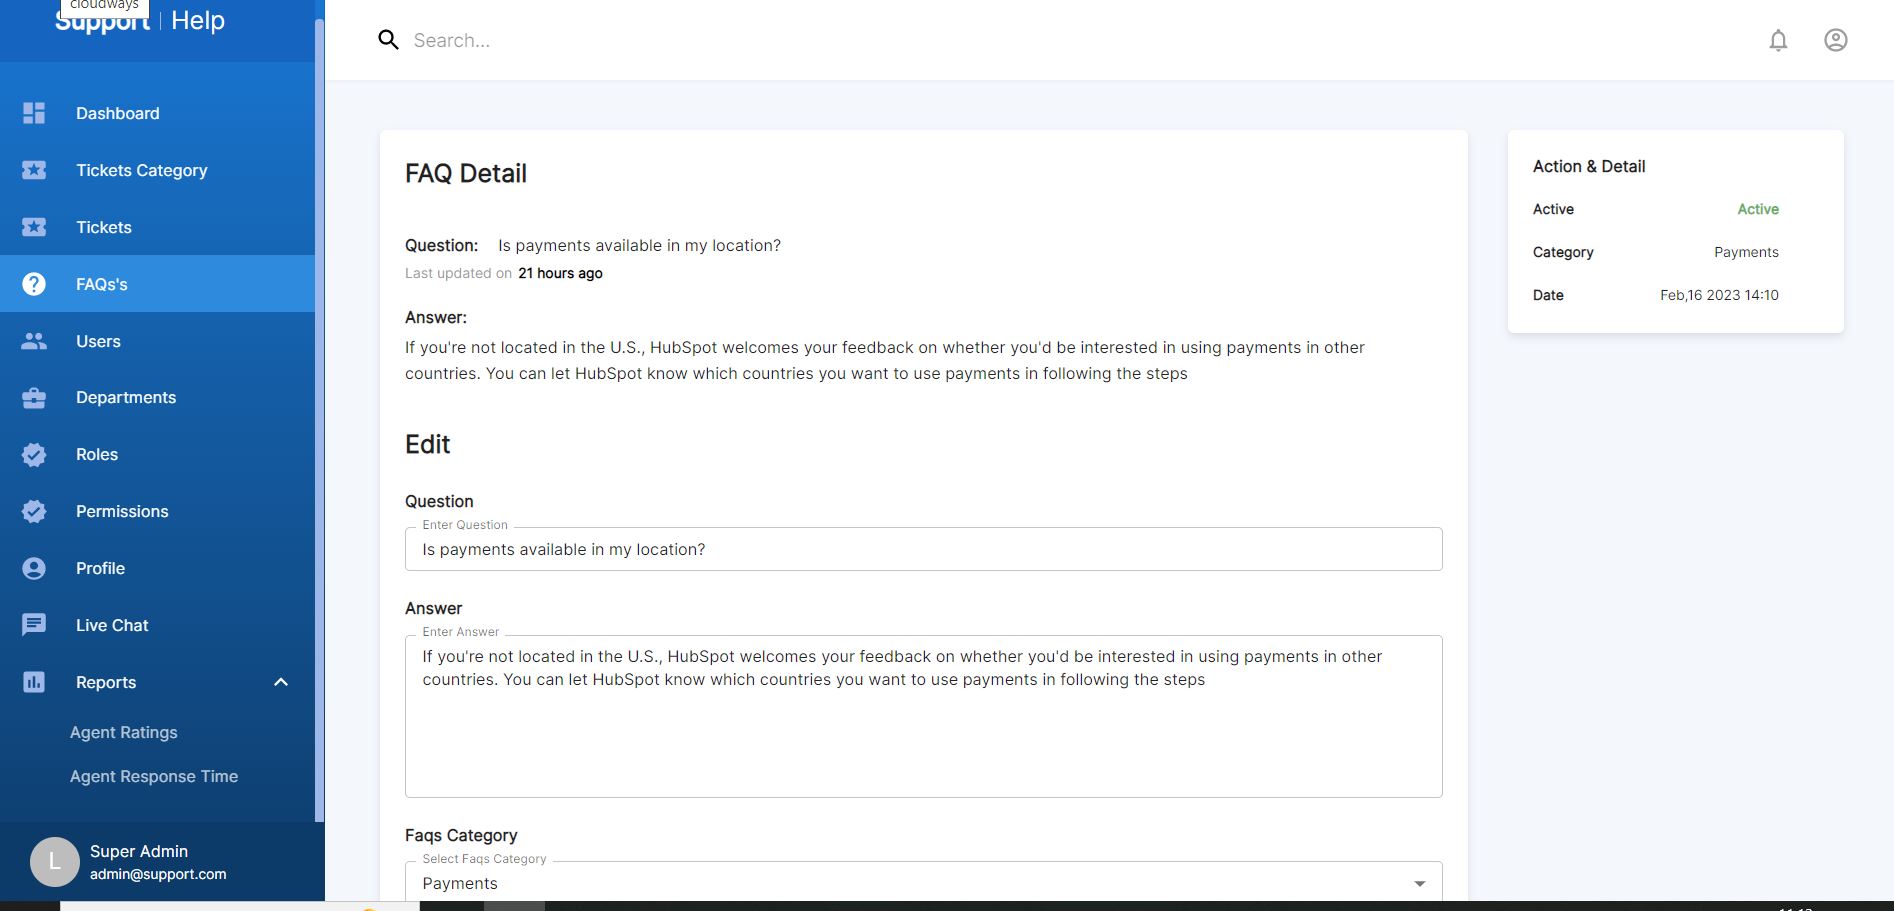 cloudways
Support | Help
Search...
Dashboard
Tickets Category
Tickets
FAQs's
Users
Departments
Roles
Permissions
Profile
Live Chat
Reports
Agent Ratings
Agent Response Time
L
Super Admin
admin@support.com
FAQ Detail
Question: Is payments available in my location?
Last updated on 21 hours ago
Answer:
If you're not located in the U.S., HubSpot welcomes your feedback on whether you'd be interested in using payments in other
countries. You can let HubSpot know which countries you want to use payments in following the steps
Edit
Question
Enter Question
Is payments available in my location?
Answer
Enter Answer
If you're not located in the U.S., HubSpot welcomes your feedback on whether you'd be interested in using payments in other
countries. You can let HubSpot know which countries you want to use payments in following the steps
Faqs Category
Select Faqs Category
Payments
Action & Detail
Active Active
Category Payments
Date Feb,16 2023 14:10